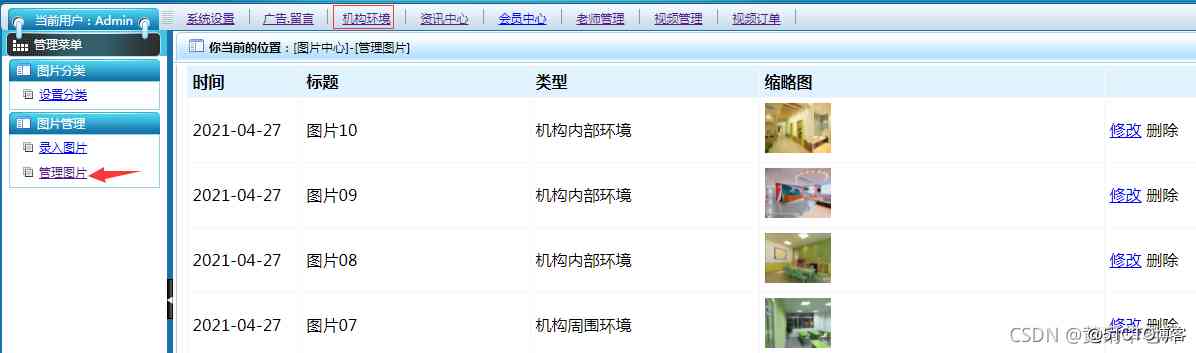 当前用户：Admin
系统设置 广告.留言 机构环境 资讯中心 会员中心 老师管理 视频管理 视频订单
管理菜单
你当前的位置：[图片中心]-[管理图片]
图片分类
设置分类
图片管理
录入图片
管理图片
时间 标题 类型 缩略图
2021-04-27 图片10 机构内部环境 修改 删除
2021-04-27 图片09 机构内部环境 修改 删除
2021-04-27 图片08 机构内部环境 修改 删除
2021-04-27 图片07 机构周围环境 修改 删除
CSDN
@51CTO博客